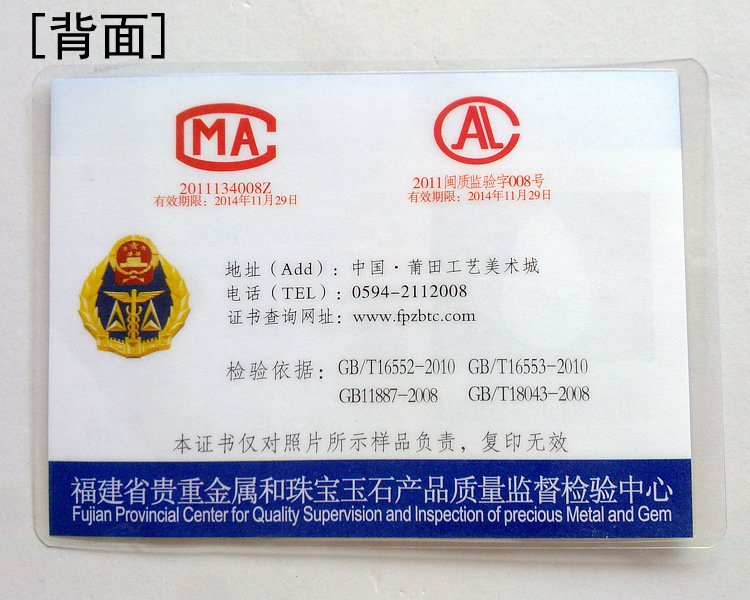 [背面]
CMA
CAL
2011134008Z
有效期限：2014年11月29日
2011闽质监验字008号
有效期限：2014年11月29日
地址（Add）：中国·莆田工艺美术城
电话（TEL）：0594-2112008
证书查询网址：www.fpzbtc.com
检验依据：GB/T16552-2010 GB/T16553-2010
GB11887-2008 GB/T18043-2008
本证书仅对照片所示样品负责，复印无效
福建省贵重金属和珠宝玉石产品质量监督检验中心
Fujian Provincial Center for Quality Supervision and Inspection of precious Metal and Gem